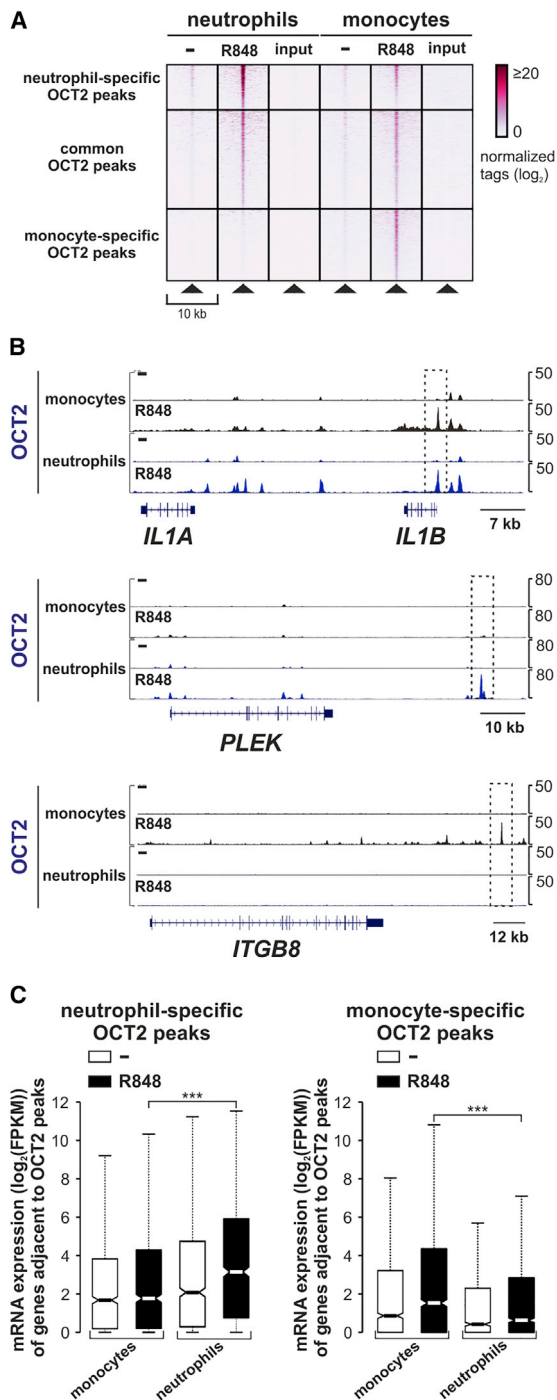 A
neutrophils monocytes
– R848 input – R848 input
neutrophil-specific
OCT2 peaks
common
OCT2 peaks
monocyte-specific
OCT2 peaks
≥20
0
normalized
tags (log2)
10 kb
B
OCT2
monocytes
neutrophils
–
R848
–
R848
50
50
50
50
IL1A
IL1B
7 kb
OCT2
monocytes
neutrophils
–
R848
–
R848
80
80
80
80
PLEK
10 kb
OCT2
monocytes
neutrophils
–
R848
–
R848
50
50
50
50
ITGB8
12 kb
C
neutrophil-specific
OCT2 peaks
–
R848
***
mRNA expression (log2(FPKM))
of genes adjacent to OCT2 peaks
12
10
8
6
4
2
0
monocytes
neutrophils
monocyte-specific
OCT2 peaks
–
R848
***
mRNA expression (log2(FPKM))
of genes adjacent to OCT2 peaks
12
10
8
6
4
2
0
monocytes
neutrophils